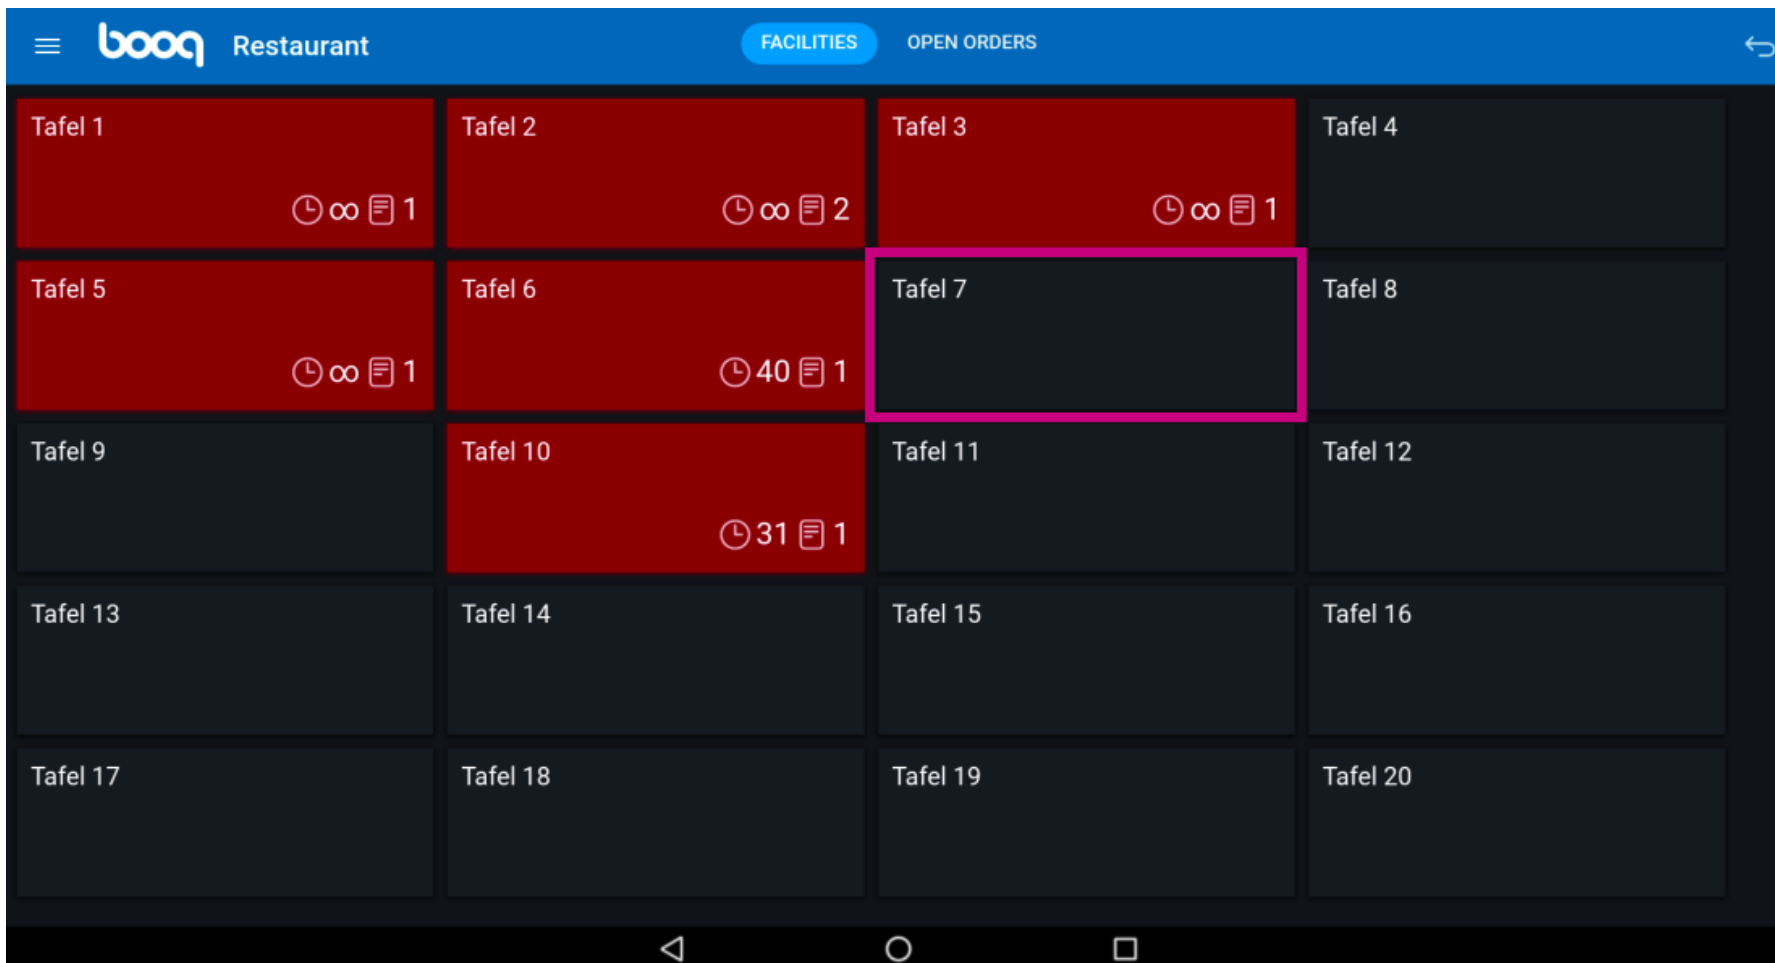 booq Restaurant FACILITIES OPEN ORDERS
Tafel 1 Tafel 2 Tafel 3 Tafel 4
∞ 1 ∞ 2 ∞ 1
Tafel 5 Tafel 6 Tafel 7 Tafel 8
∞ 1 40 1
Tafel 9 Tafel 10 Tafel 11 Tafel 12
31 1
Tafel 13 Tafel 14 Tafel 15 Tafel 16
Tafel 17 Tafel 18 Tafel 19 Tafel 20